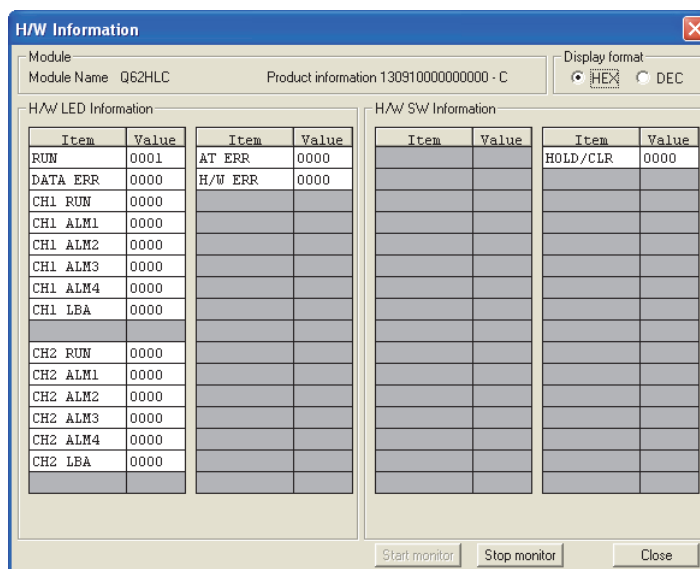 H/W Information
Module
Module Name Q62HLC
Product information 130910000000000 - C
Display format
HEX
DEC
H/W LED Information
Item Value
RUN 0001
DATA ERR 0000
CH1 RUN 0000
CH1 ALM1 0000
CH1 ALM2 0000
CH1 ALM3 0000
CH1 ALM4 0000
CH1 LBA 0000
CH2 RUN 0000
CH2 ALM1 0000
CH2 ALM2 0000
CH2 ALM3 0000
CH2 ALM4 0000
CH2 LBA 0000
Item Value
AT ERR 0000
H/W ERR 0000
H/W SW Information
Item Value
Item Value
HOLD/CLR 0000
Start monitor
Stop monitor
Close